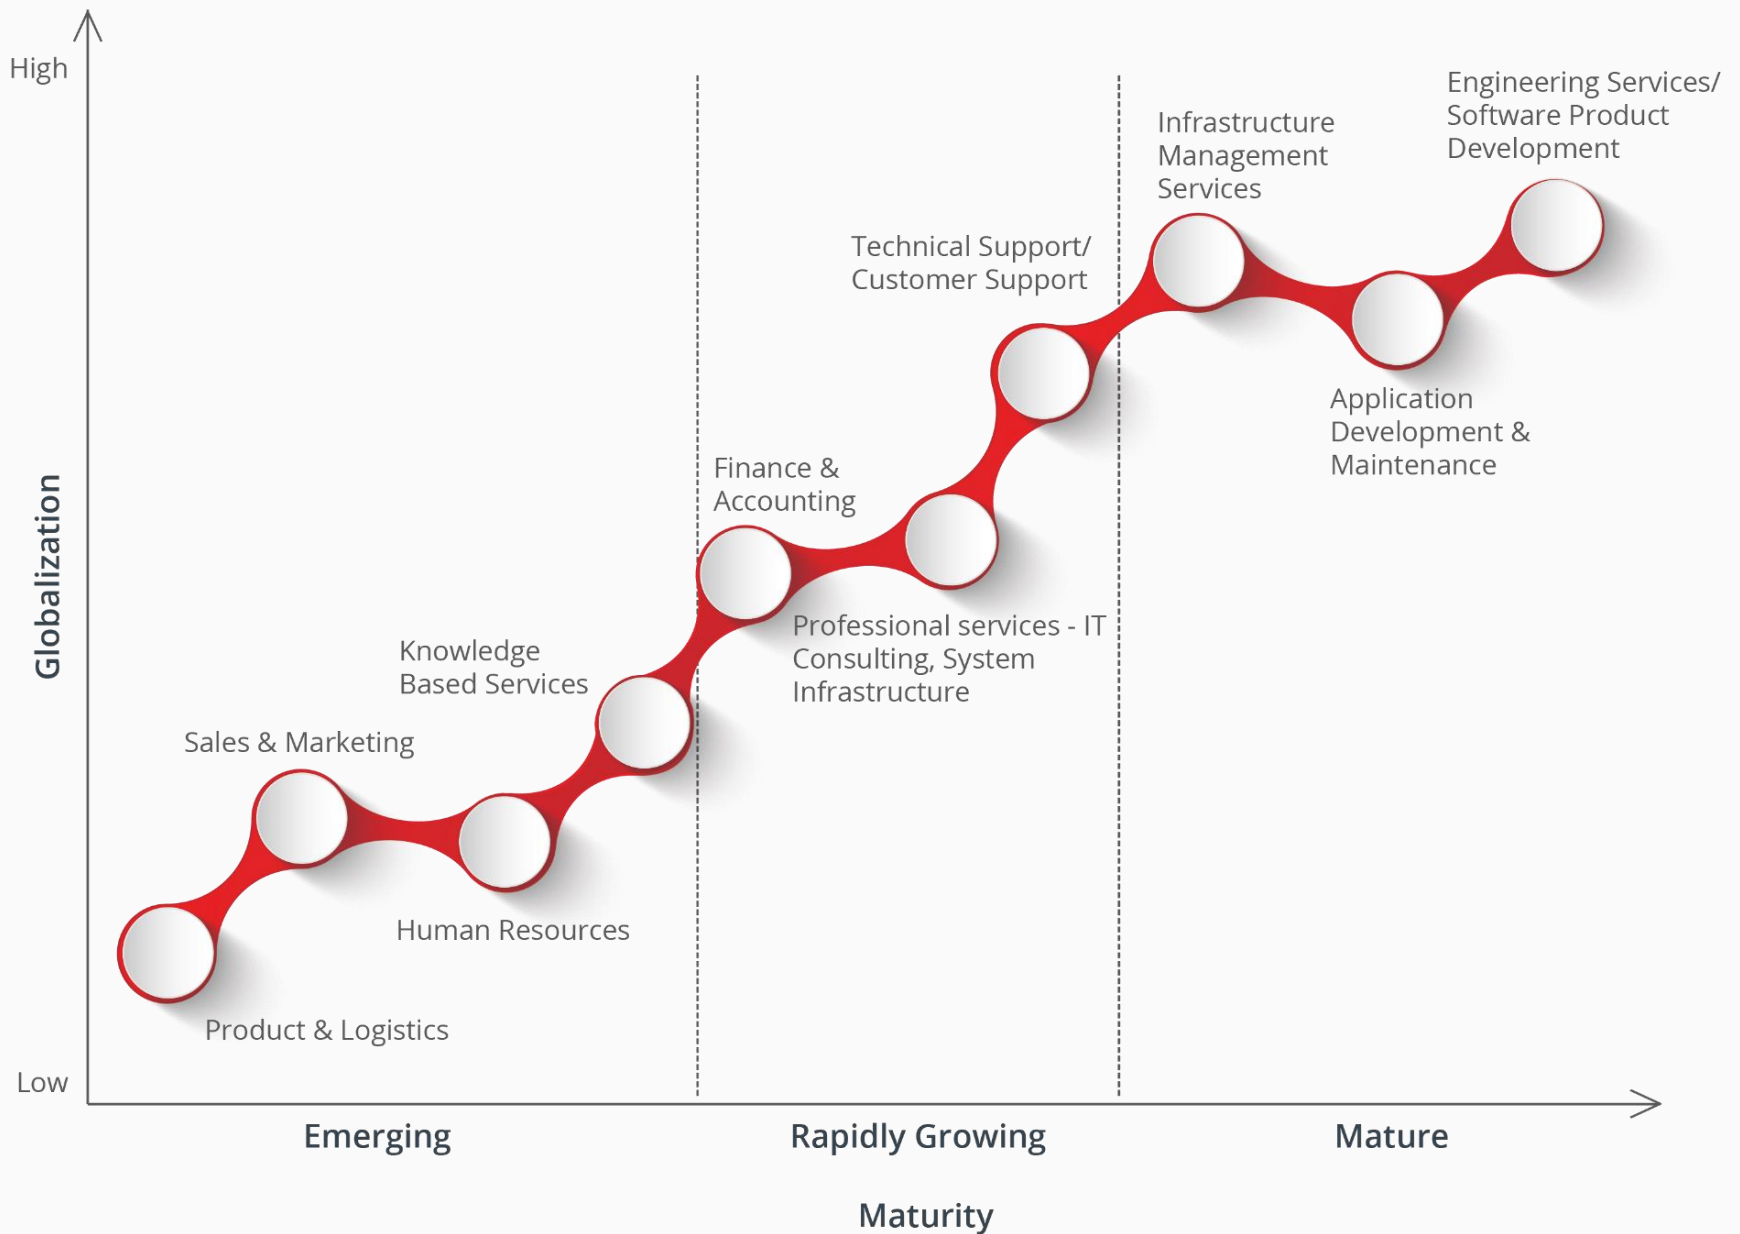 High
Engineering Services/
Software Product
Development
Infrastructure
Management
Services
Technical Support/
Customer Support
Application
Development &
Maintenance
Finance &
Accounting
Globalization
Professional services - IT
Consulting, System
Infrastructure
Knowledge
Based Services
Sales & Marketing
Human Resources
Product & Logistics
Low
Emerging
Rapidly Growing
Mature
Maturity